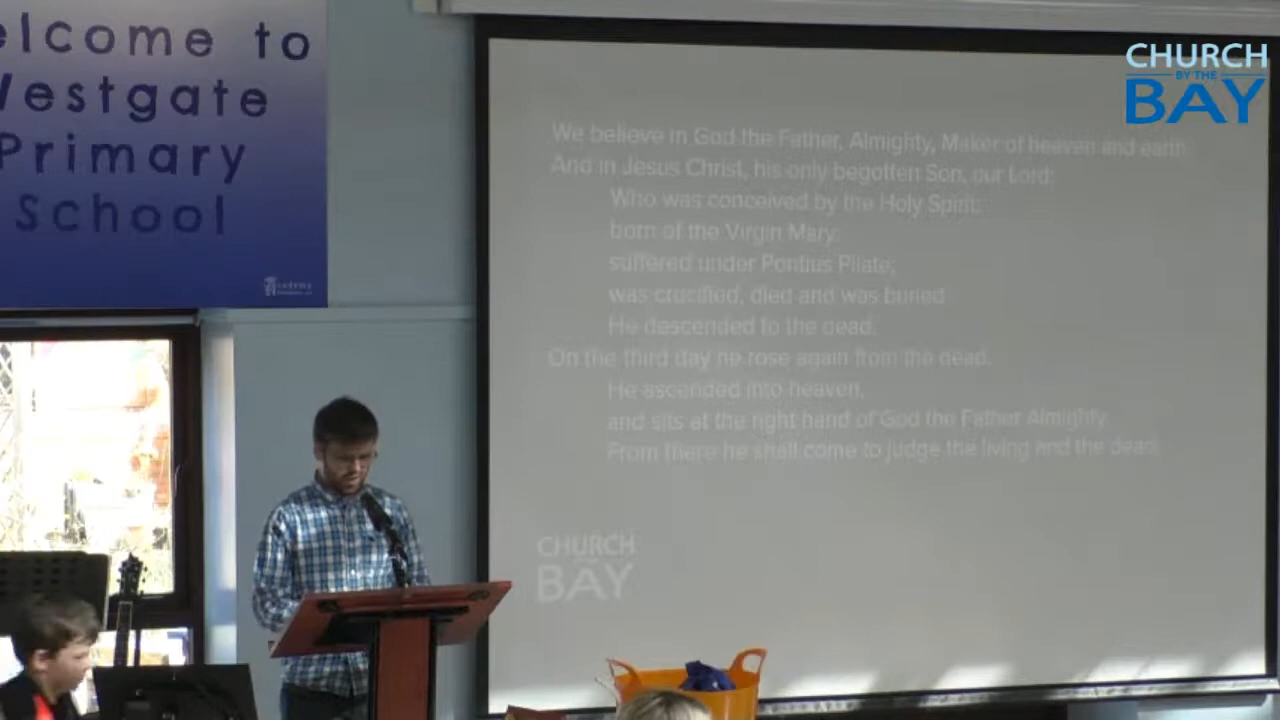 elcome to
Westgate
Primary
School
CHURCH
BY THE
BAY
We believe in God the Father, Almighty, Maker of heaven and earth
And in Jesus Christ, his only begotten Son, our Lord:
Who was conceived by the Holy Spirit:
born of the Virgin Mary:
suffered under Pontius Pilate;
was crucified, died and was buried
He descended to the dead.
On the third day he rose again from the dead.
He ascended into heaven,
and sits at the right hand of God the Father Almighty
From there he shall come to judge the living and the dead.
CHURCH
BAY